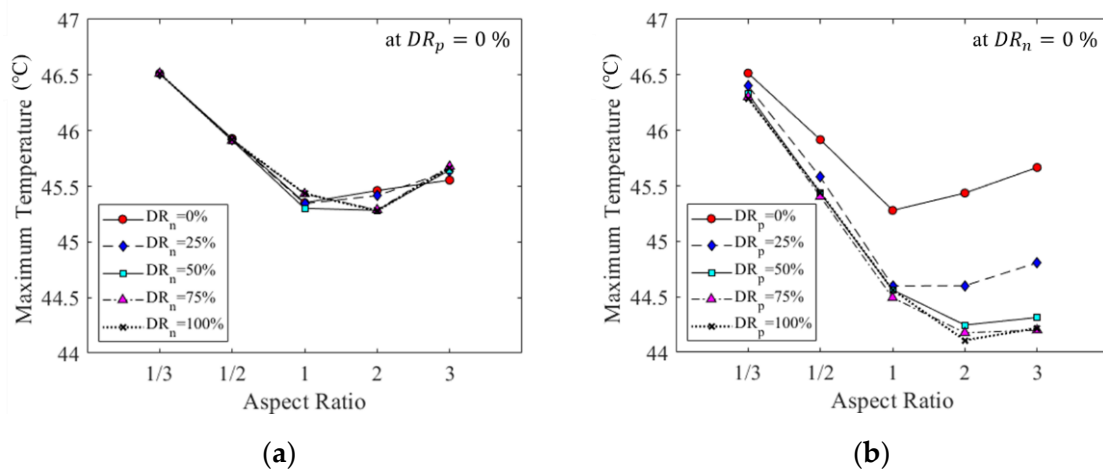 at DRp = 0 %
Maximum Temperature (°C)
47
46.5
46
45.5
45
44.5
44
DRn=0%
DRn=25%
DRn=50%
DRn=75%
DRn=100%
1/3 1/2 1 2 3
Aspect Ratio
(a)
at DRn = 0 %
Maximum Temperature (°C)
47
46.5
46
45.5
45
44.5
44
DRp=0%
DRp=25%
DRp=50%
DRp=75%
DRp=100%
1/3 1/2 1 2 3
Aspect Ratio
(b)